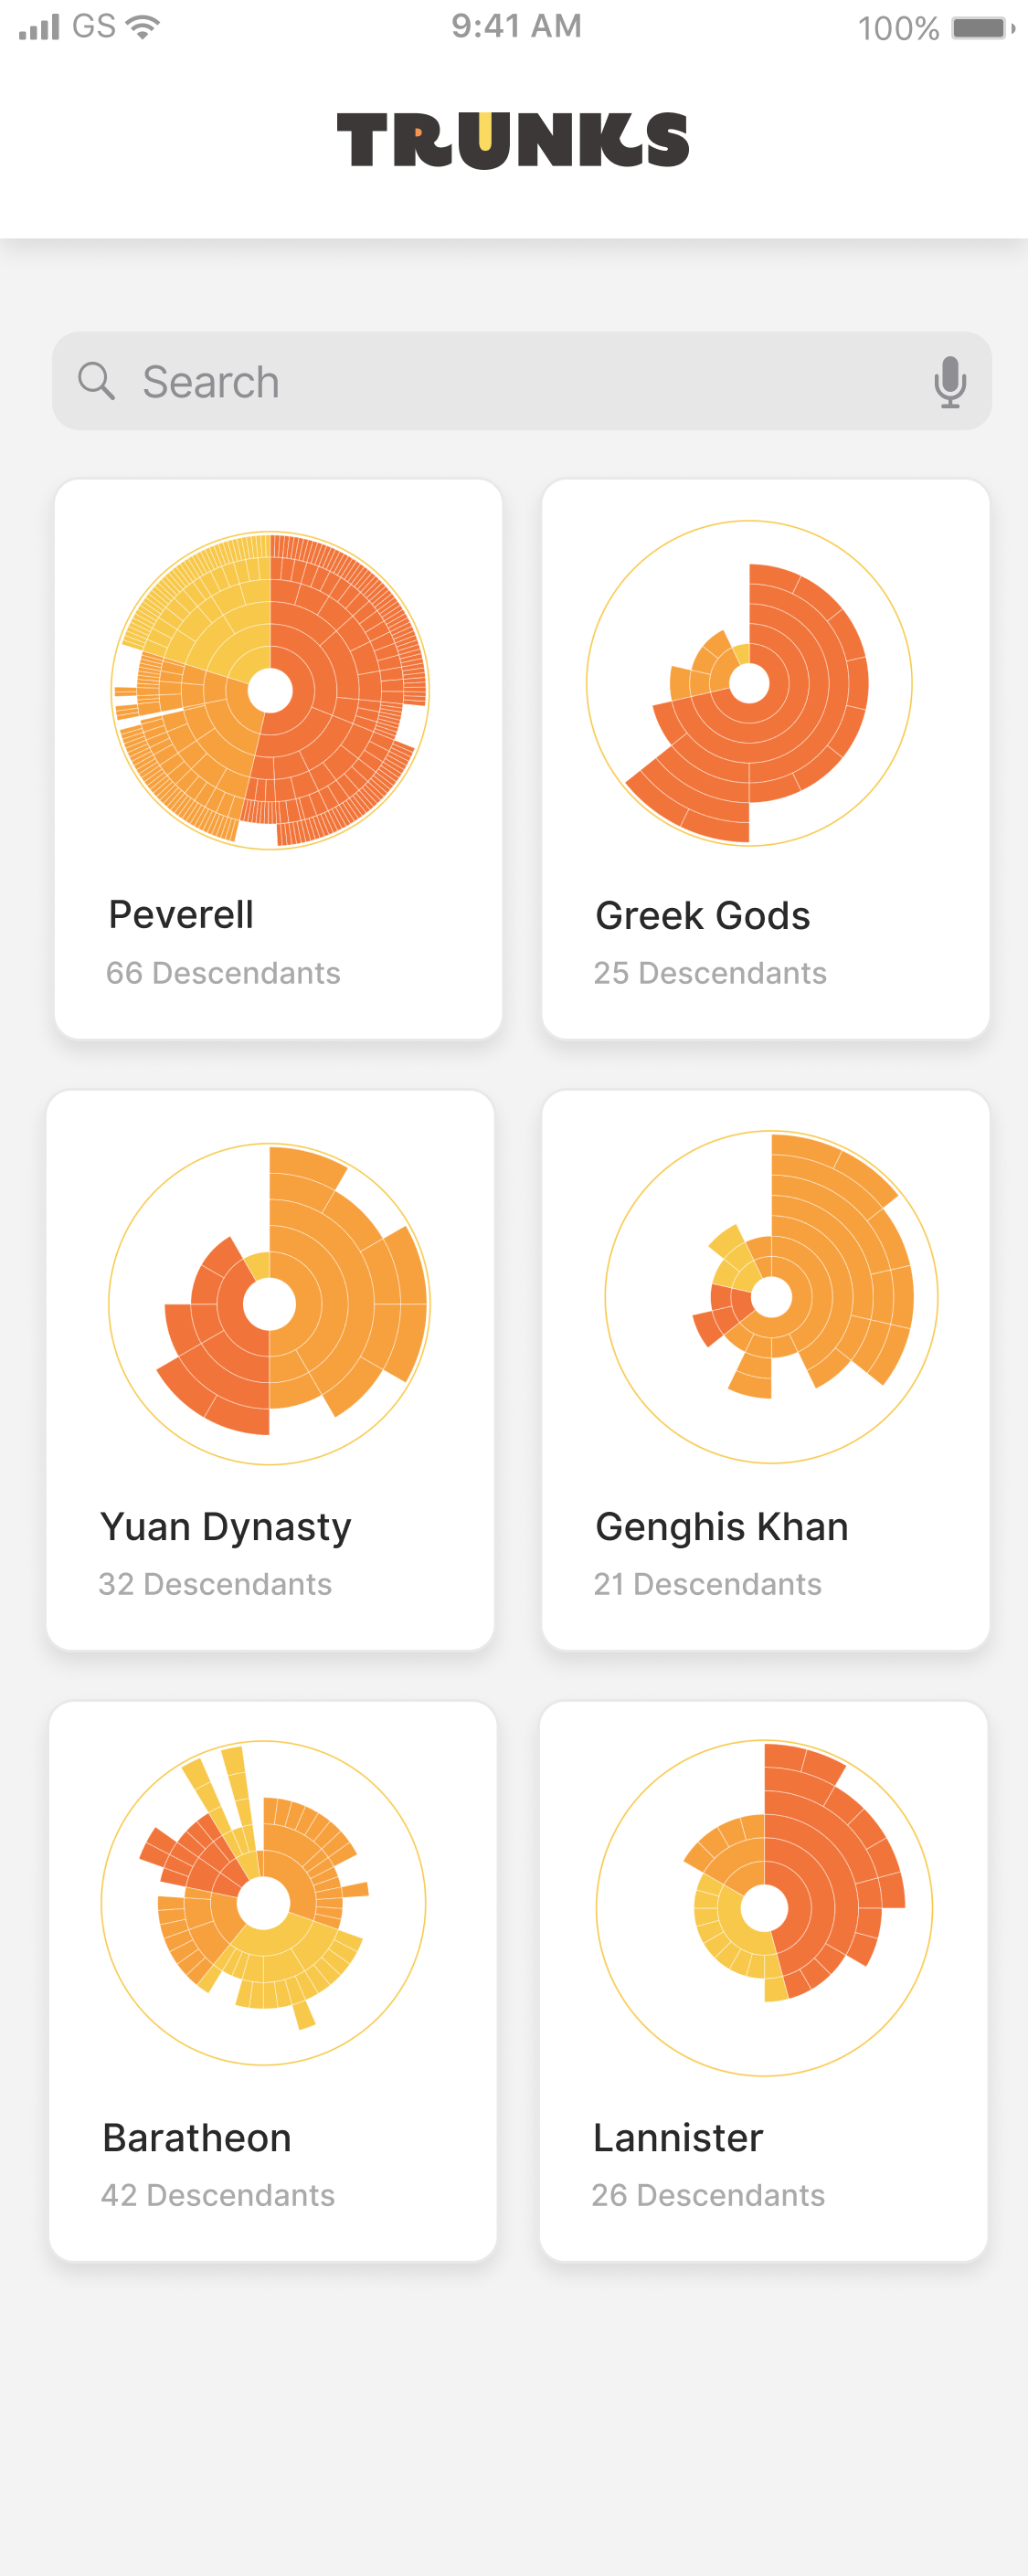 GS 9:41 AM 100%
TRUNKS
Search
Peverell
66 Descendants
Greek Gods
25 Descendants
Yuan Dynasty
32 Descendants
Genghis Khan
21 Descendants
Baratheon
42 Descendants
Lannister
26 Descendants